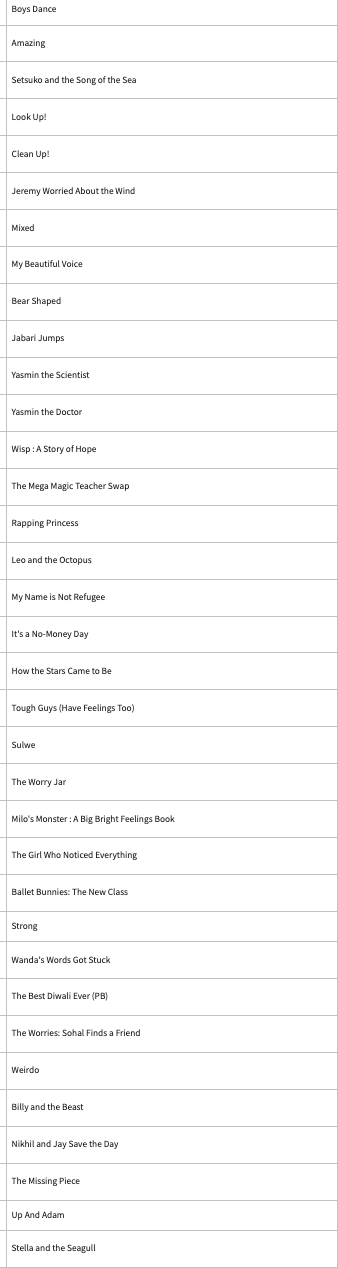 Boys Dance
Amazing
Setsuko and the Song of the Sea
Look Up!
Clean Up!
Jeremy Worried About the Wind
Mixed
My Beautiful Voice
Bear Shaped
Jabari Jumps
Yasmin the Scientist
Yasmin the Doctor
Wisp : A Story of Hope
The Mega Magic Teacher Swap
Rapping Princess
Leo and the Octopus
My Name is Not Refugee
It's a No-Money Day
How the Stars Came to Be
Tough Guys (Have Feelings Too)
Sulwe
The Worry Jar
Milo's Monster : A Big Bright Feelings Book
The Girl Who Noticed Everything
Ballet Bunnies: The New Class
Strong
Wanda's Words Got Stuck
The Best Diwali Ever (PB)
The Worries: Sohal Finds a Friend
Weirdo
Billy and the Beast
Nikhil and Jay Save the Day
The Missing Piece
Up And Adam
Stella and the Seagull